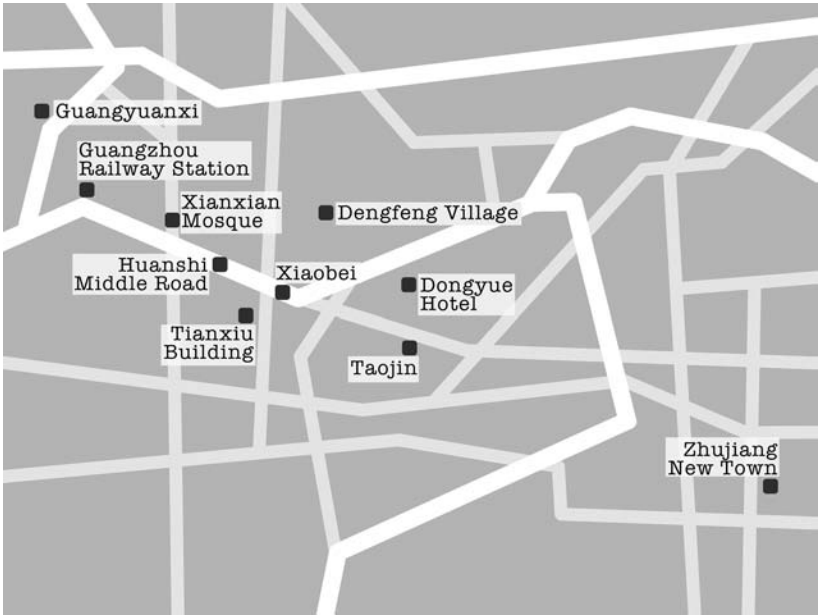 Guangyuanxi
Guangzhou
Railway Station
Xianxian
Mosque
Dengfeng Village
Huanshi
Middle Road
Xiaobei
Dongyue
Hotel
Tianxiu
Building
Taojin
Zhujiang
New Town